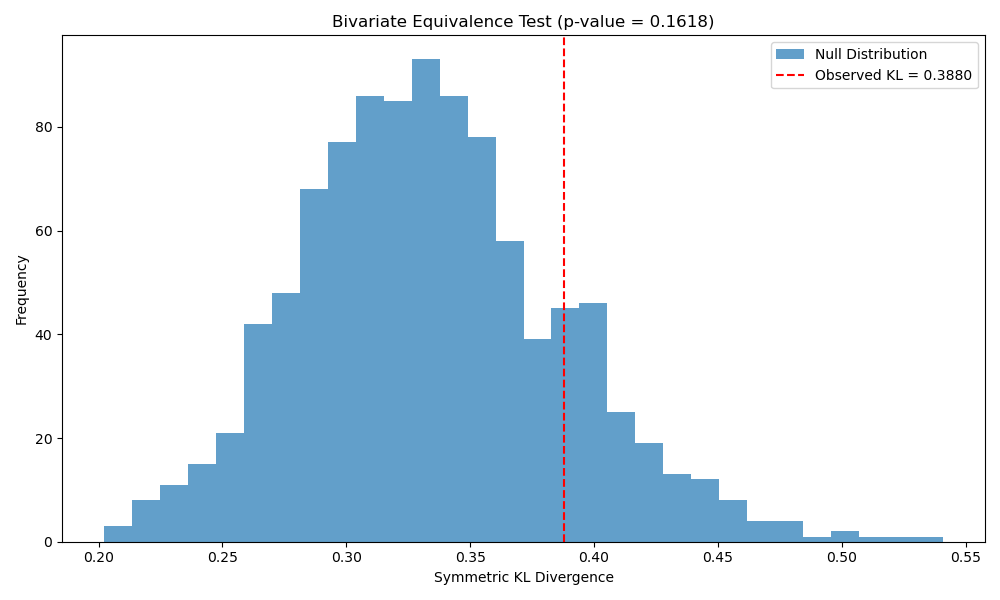 Bivariate Equivalence Test (p-value = 0.1618)
Null Distribution
Observed KL = 0.3880
Frequency
80
60
40
20
0
0.20 0.25 0.30 0.35 0.40 0.45 0.50 0.55
Symmetric KL Divergence